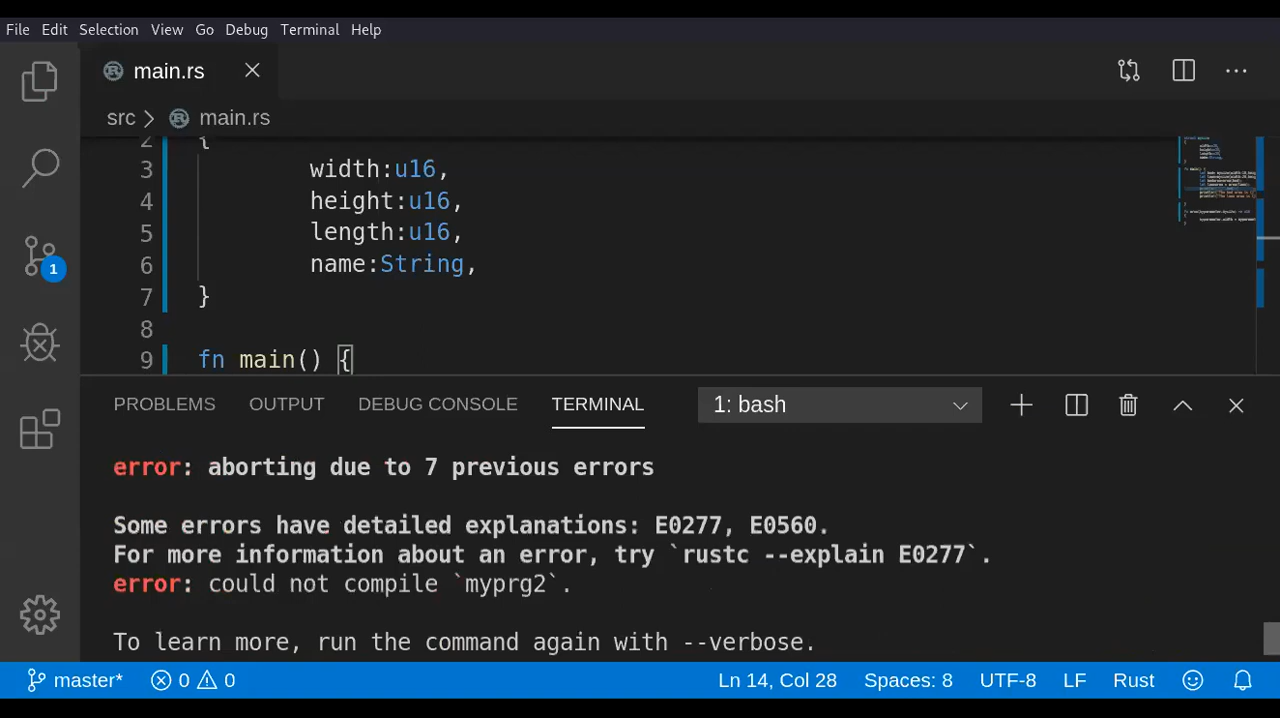 File Edit Selection View Go Debug Terminal Help
main.rs
src > main.rs
2 {
3 width:u16,
4 height:u16,
5 length:u16,
6 name:String,
7 }
8
9 fn main() {
1
PROBLEMS OUTPUT DEBUG CONSOLE TERMINAL 1: bash
error: aborting due to 7 previous errors
Some errors have detailed explanations: E0277, E0560.
For more information about an error, try `rustc --explain E0277`.
error: could not compile `myprg2`.
To learn more, run the command again with --verbose.
master* 0 0 Ln 14, Col 28 Spaces: 8 UTF-8 LF Rust